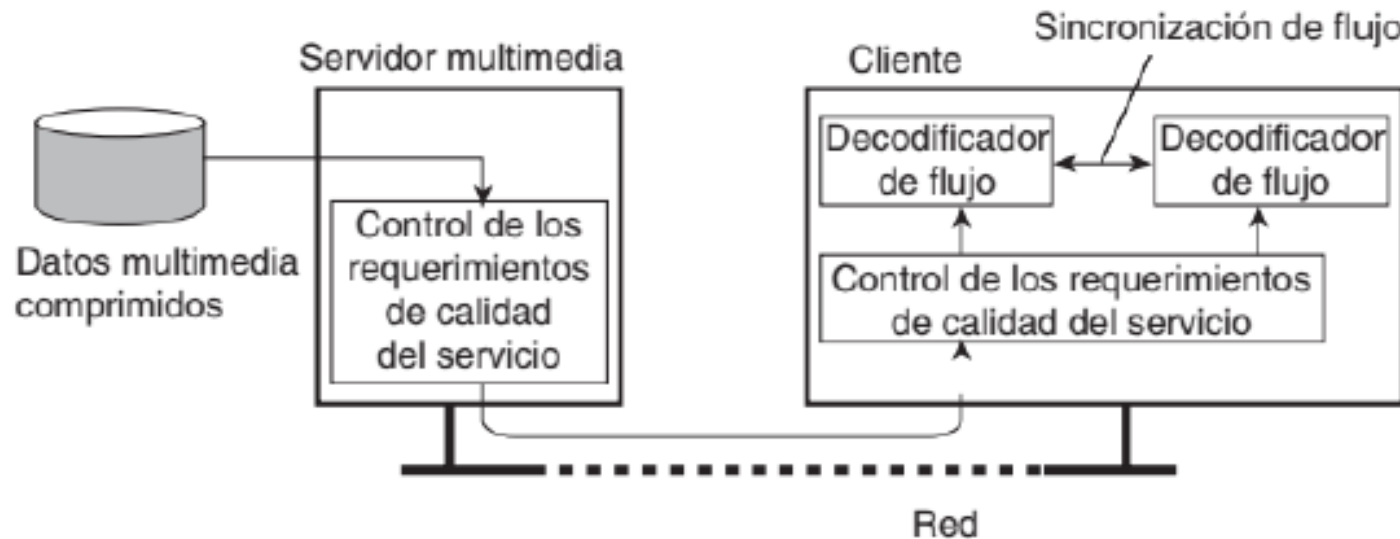 Servidor multimedia
Datos multimedia
comprimidos
Control de los
requerimientos
de calidad
del servicio
Sincronización de flujo
Cliente
Decodificador
de flujo
Decodificador
de flujo
Control de los requerimientos
de calidad del servicio
Red